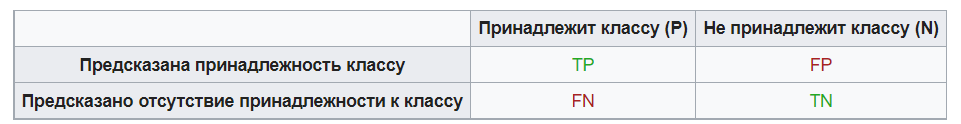 Принадлежит классу (P) Не принадлежит классу (N)
Предсказана принадлежность классу TP FP
Предсказано отсутствие принадлежности к классу FN TN